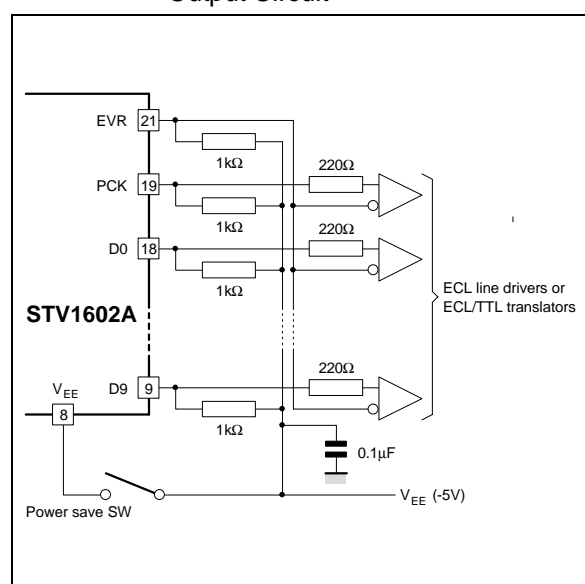 Output Circuit
EVR 21
1kΩ
220Ω
PCK 19
1kΩ
220Ω
D0 18
1kΩ
ECL line drivers or
ECL/TTL translators
STV1602A
220Ω
D9 9
VEE
8
1kΩ
0.1µF
VEE (-5V)
Power save SW